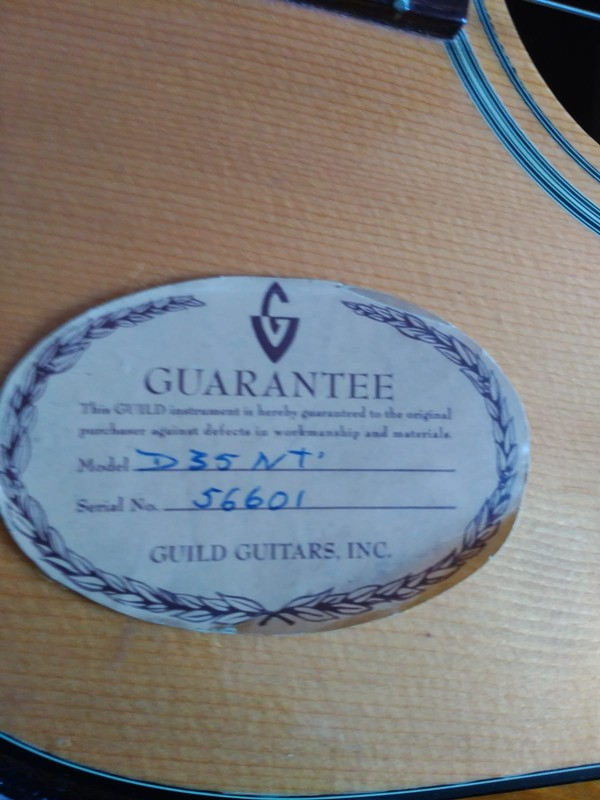 G
GUARANTEE
This GUILD instrument is hereby guaranteed to the original
purchaser against defects in workmanship and materials.
Model D35 NT
Serial No. 56601
GUILD GUITARS, INC.